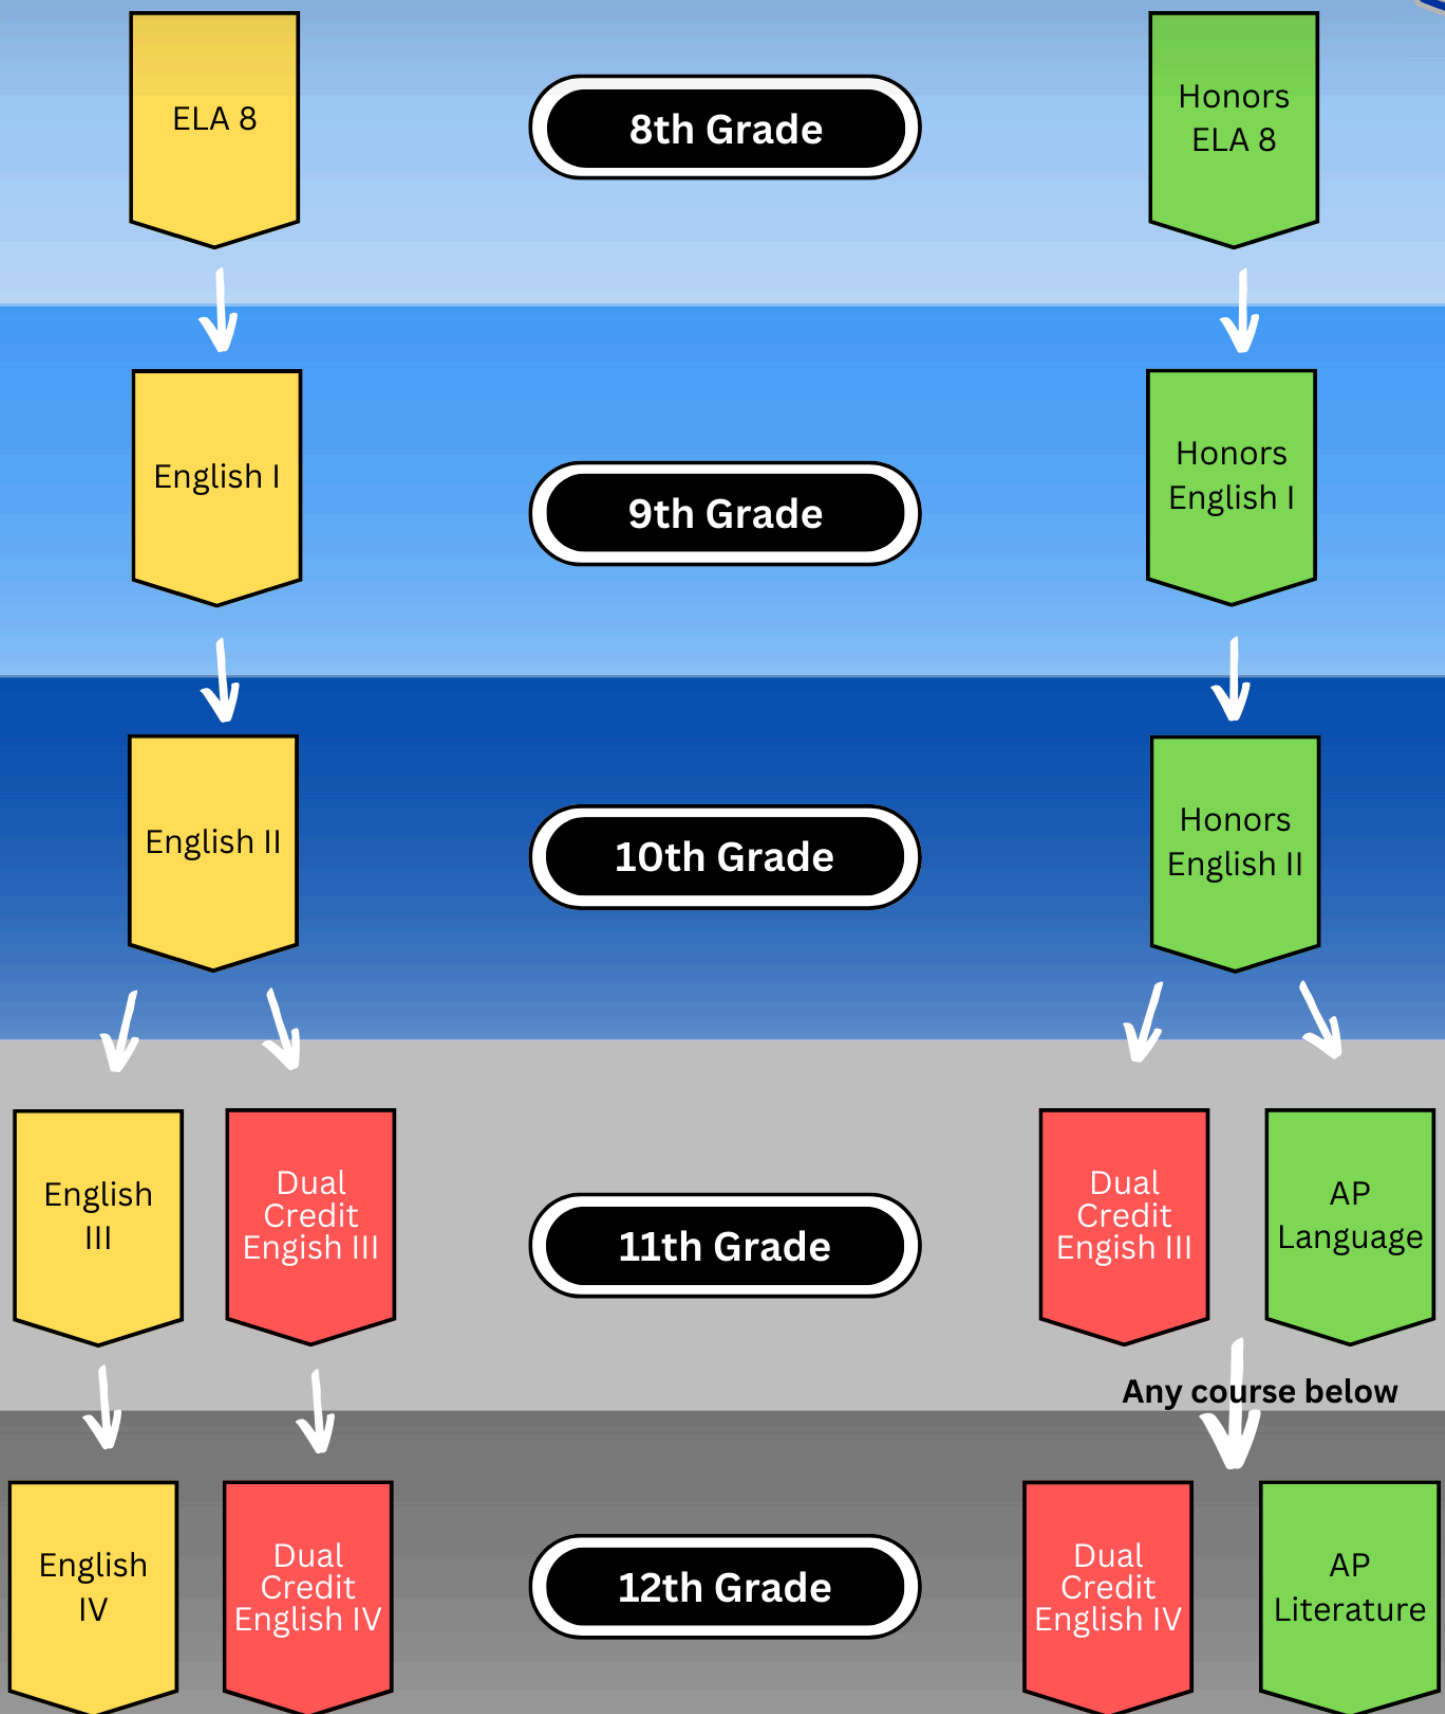 ELA 8
8th Grade
Honors
ELA 8
English I
9th Grade
Honors
English I
English II
10th Grade
Honors
English II
English
III
Dual
Credit
Engish III
11th Grade
Dual
Credit
Engish III
AP
Language
Any course below
English
IV
Dual
Credit
English IV
12th Grade
Dual
Credit
English IV
AP
Literature